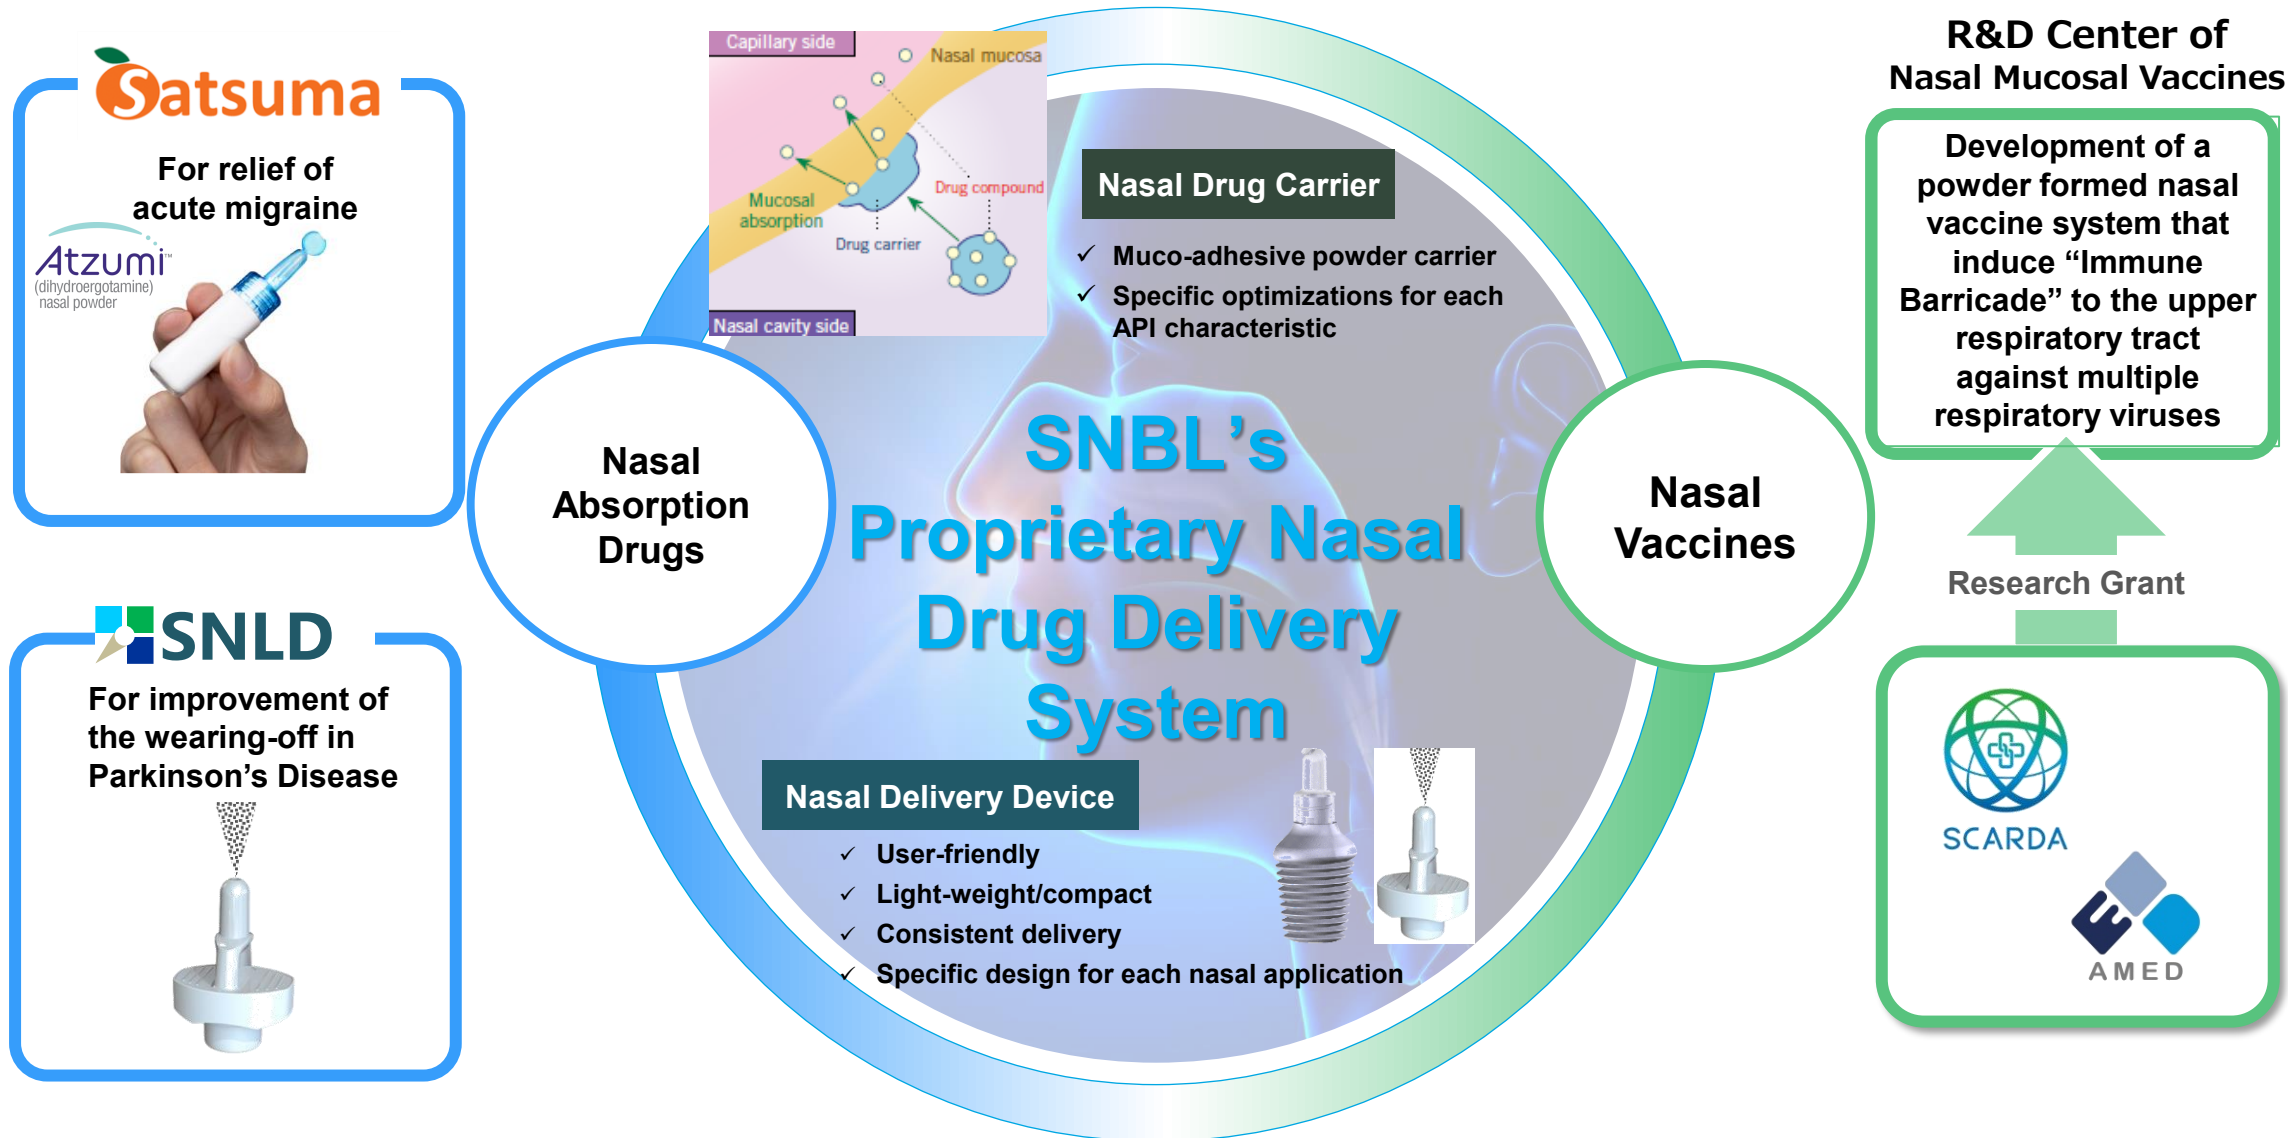 Satsuma
For relief of
acute migraine
Atzumi™
(dihydroergotamine)
nasal powder
SNLD
For improvement of
the wearing-off in
Parkinson's Disease
Nasal
Absorption
Drugs
Capillary side
Nasal mucosa
Mucosal
absorption
Drug compound
Drug carrier
Nasal cavity side
Nasal Drug Carrier
✓ Muco-adhesive powder carrier
✓ Specific optimizations for each
API characteristic
SNBL's
Proprietary Nasal
Drug Delivery
System
Nasal Delivery Device
✓ User-friendly
✓ Light-weight/compact
✓ Consistent delivery
✓ Specific design for each nasal application
Nasal
Vaccines
R&D Center of
Nasal Mucosal Vaccines
Development of a
powder formed nasal
vaccine system that
induce “Immune
Barricade” to the upper
respiratory tract
against multiple
respiratory viruses
Research Grant
SCARDA
AMED